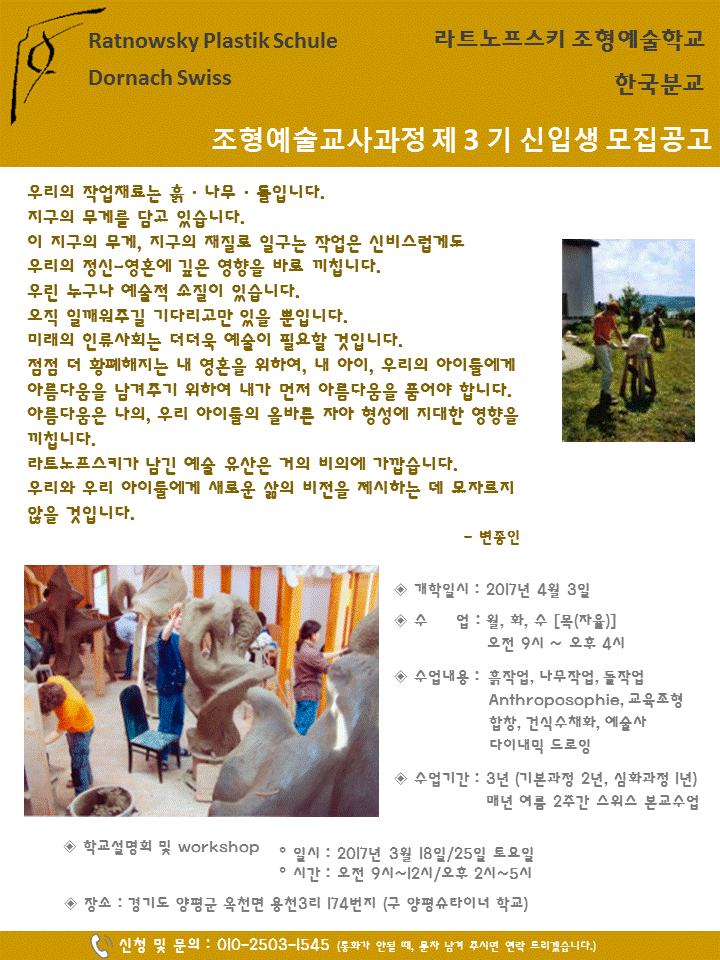 Ratnowsky Plastik Schule
Dornach Swiss
라트노프스키 조형예술학교
한국분교
조형예술교사과정 제 3 기 신입생 모집공고
우리의 작업재료는 흙 · 나무 · 돌입니다.
지구의 무게를 담고 있습니다.
이 지구의 무게, 지구의 재질로 일구는 작업은 신비스럽게도
우리의 정신-영혼에 깊은 영향을 바로 끼칩니다.
우린 누구나 예술적 소질이 있습니다.
오직 일깨워주길 기다리고만 있을 뿐입니다.
미래의 인류사회는 더더욱 예술이 필요할 것입니다.
점점 더 황폐해지는 내 영혼을 위하여, 내 아이, 우리의 아이들에게
아름다움을 남겨주기 위하여 내가 먼저 아름다움을 품어야 합니다.
아름다움은 나의, 우리 아이들의 올바른 자아 형성에 지대한 영향을
끼칩니다.
라트노프스키가 남긴 예술 유산은 거의 비의에 가깝습니다.
우리와 우리 아이들에게 새로운 삶의 비전을 제시하는 데 모자르지
않을 것입니다.
- 변종인
◈ 개학일시 : 2017년 4월 3일
◈ 수 업 : 월, 화, 수 [목(자율)]
오전 9시 ~ 오후 4시
◈ 수업내용 : 흙작업, 나무작업, 돌작업
Anthroposophie, 교육조형
합창, 건식수채화, 예술사
다이내믹 드로잉
◈ 수업기간 : 3년 (기본과정 2년, 심화과정 1년)
매년 여름 2주간 스위스 본교수업
◈ 학교설명회 및 workshop
° 일시 : 2017년 3월 18일/25일 토요일
° 시간 : 오전 9시~12시/오후 2시~5시
◈ 장소 : 경기도 양평군 옥천면 용천3리 174번지 (구 양평슈타이너 학교)
신청 및 문의 : 010-2503-1545 (통화가 안될 때, 문자 남겨 주시면 연락 드리겠습니다.)